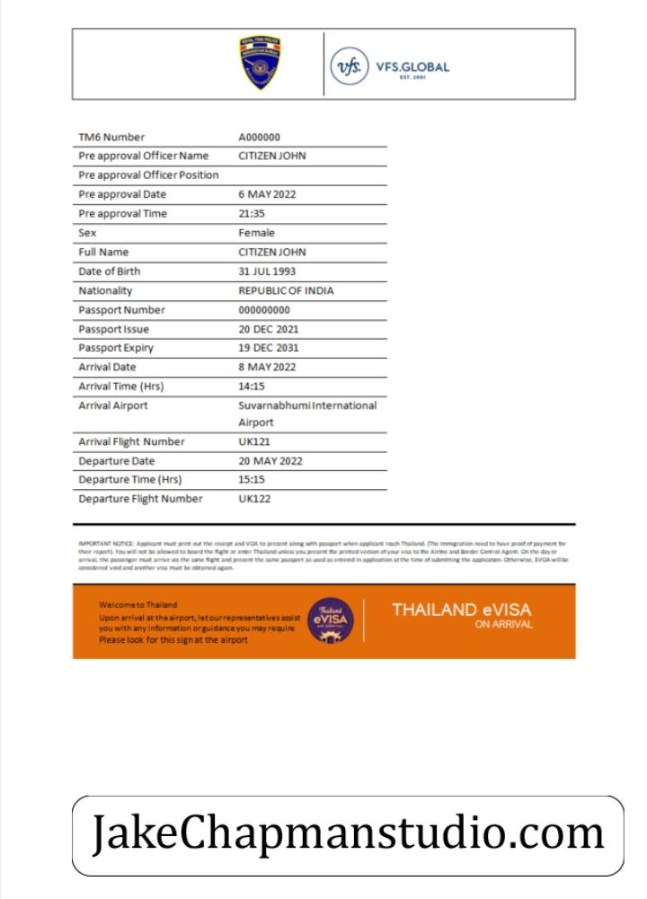 ROYAL THAI POLICE
IMMIGRATION BUREAU
vfs. VFS.GLOBAL
EST. 2001
TM6 Number A000000
Pre approval Officer Name CITIZEN JOHN
Pre approval Officer Position
Pre approval Date 6 MAY 2022
Pre approval Time 21:35
Sex Female
Full Name CITIZEN JOHN
Date of Birth 31 JUL 1993
Nationality REPUBLIC OF INDIA
Passport Number 000000000
Passport Issue 20 DEC 2021
Passport Expiry 19 DEC 2031
Arrival Date 8 MAY 2022
Arrival Time (Hrs) 14:15
Arrival Airport Suvarnabhumi International
Airport
Arrival Flight Number UK121
Departure Date 20 MAY 2022
Departure Time (Hrs) 15:15
Departure Flight Number UK122
IMPORTANT NOTICE: Applicant must print out the receipt and VOA to present along with passport when applicant reach Thailand. (The Immigration need to have proof of payment for
their report). You will not be allowed to board the flight or enter Thailand unless you present the printed version of your visa to the Airline and Border Control Agent. On the day or
arrival, the passenger must arrive via the same flight and present the same passport as used as entered in application at the time of submitting the application. Otherwise, EVOA will be
considered void and another visa must be obtained again.
Welcome to Thailand
Upon arrival at the airport, let our representatives assist
you with any information or guidance you may require
Please look for this sign at the airport
Thailand
eVISA
THAILAND eVISA
ON ARRIVAL
JakeChapmanstudio.com